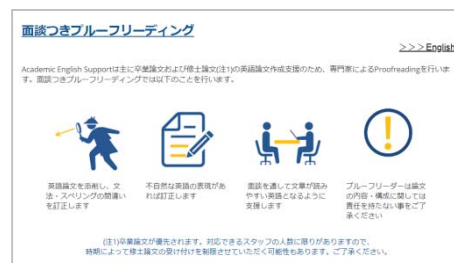 面談つきプルーフリーディング
＞＞＞English
Academic English Supportは主に卒業論文および修士論文(注1)の英語論文作成支援のため、専門家によるProofreadingを行いま
す。面談つきプルーフリーディングでは以下のことを行います。
英語論文を添削し、文
法・スペリングの間違い
を訂正します
不自然な英語の表現があ
れば訂正します
面談を通して文章が読み
やすい英語となるように
支援します
プルーフリーダーは論文
の内容・構成に関しては
責任を持たない事をご了
承ください
(注1)卒業論文が優先されます。対応できるスタッフの人数に限りがありますので、
時期によって修士論文の受け付けを制限させていただく可能性もあります。ご了承ください。